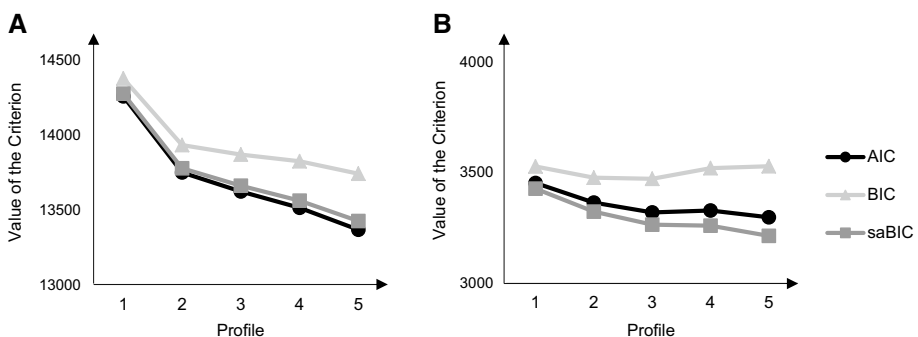 A
Value of the Criterion
14500
14000
13500
13000
1 2 3 4 5
Profile
B
Value of the Criterion
4000
3500
3000
1 2 3 4 5
Profile
AIC
BIC
saBIC